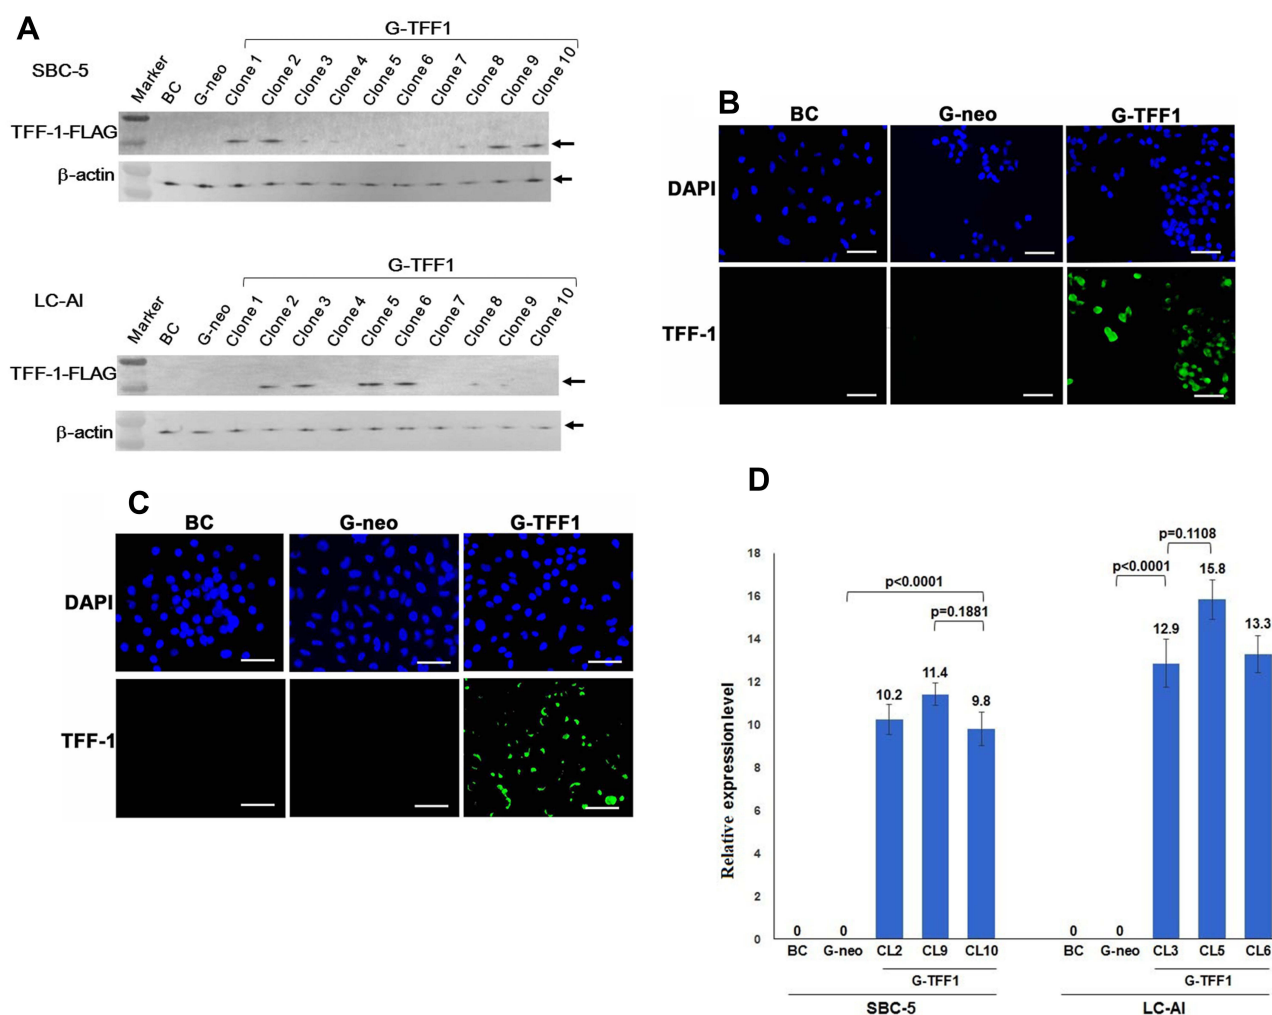 A
G-TFF1
SBC-5
Marker BC G-neo Clone 1 Clone 2 Clone 3 Clone 4 Clone 5 Clone 6 Clone 7 Clone 8 Clone 9 Clone 10
TFF-1-FLAG
β-actin
G-TFF1
LC-AI
Marker BC G-neo Clone 1 Clone 2 Clone 3 Clone 4 Clone 5 Clone 6 Clone 7 Clone 8 Clone 9 Clone 10
TFF-1-FLAG
β-actin
B
BC G-neo G-TFF1
DAPI
TFF-1
C
BC G-neo G-TFF1
DAPI
TFF-1
D
Relative expression level
18
16
14
12
10
8
6
4
2
0
p<0.0001
p=0.1881
p<0.0001
p=0.1108
0 0 10.2 11.4 9.8 0 0 12.9 15.8 13.3
BC G-neo CL2 CL9 CL10 BC G-neo CL3 CL5 CL6
G-TFF1 G-TFF1
SBC-5 LC-AI